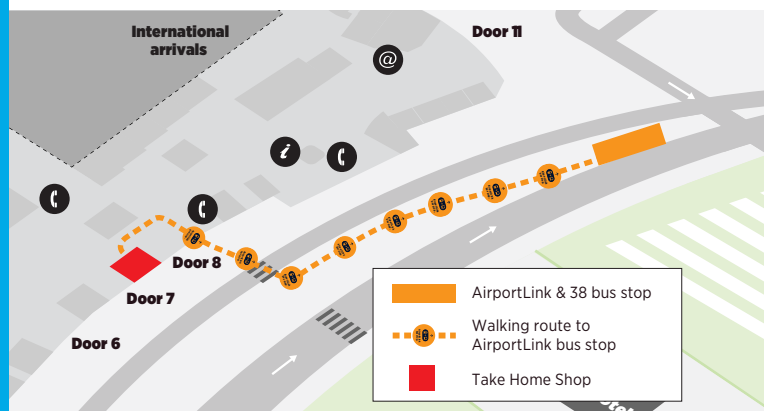 International
arrivals
Door 11
@
i
Door 8
Door 7
Door 6
AirportLink & 38 bus stop
Walking route to
AirportLink bus stop
Take Home Shop